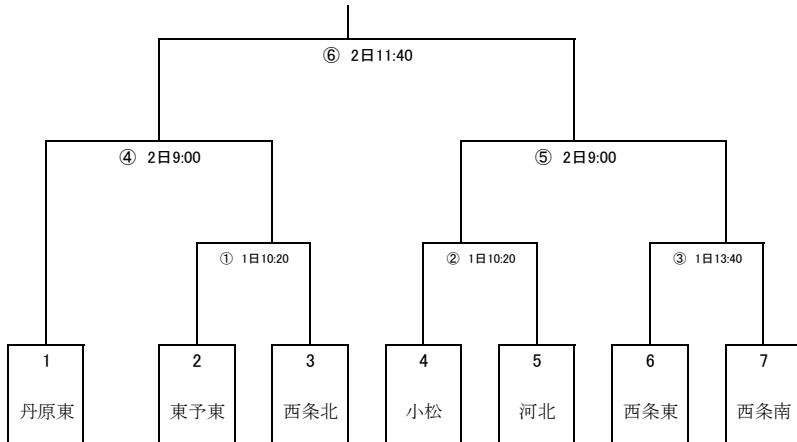 ⑥ 2日11:40
④ 2日9:00
⑤ 2日9:00
① 1日10:20
② 1日10:20
③ 1日13:40
1
2
3
4
5
6
7
丹原東
東予東
西条北
小松
河北
西条東
西条南